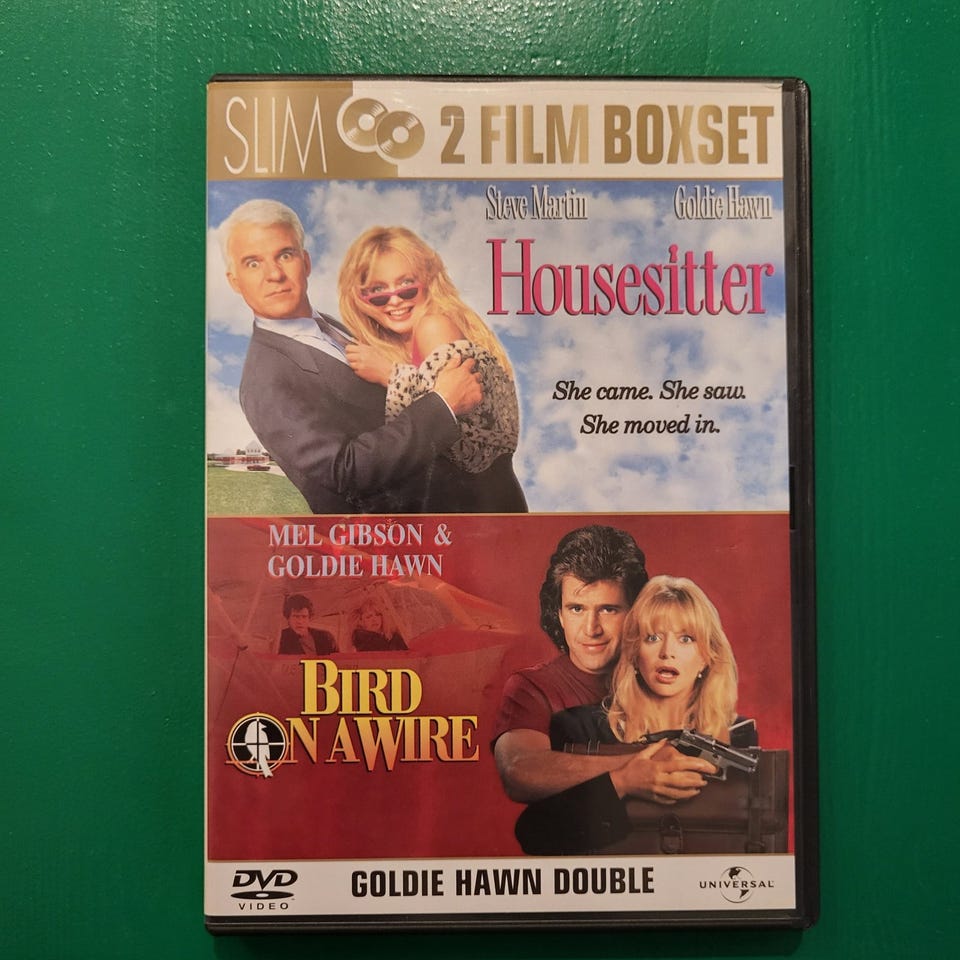 SLIM 2 FILM BOXSET
Steve Martin Goldie Hawn
Housesitter
She came. She saw.
She moved in.
MEL GIBSON &
GOLDIE HAWN
BIRD
ON A WIRE
DVD
VIDEO
GOLDIE HAWN DOUBLE
UNIVERSAL